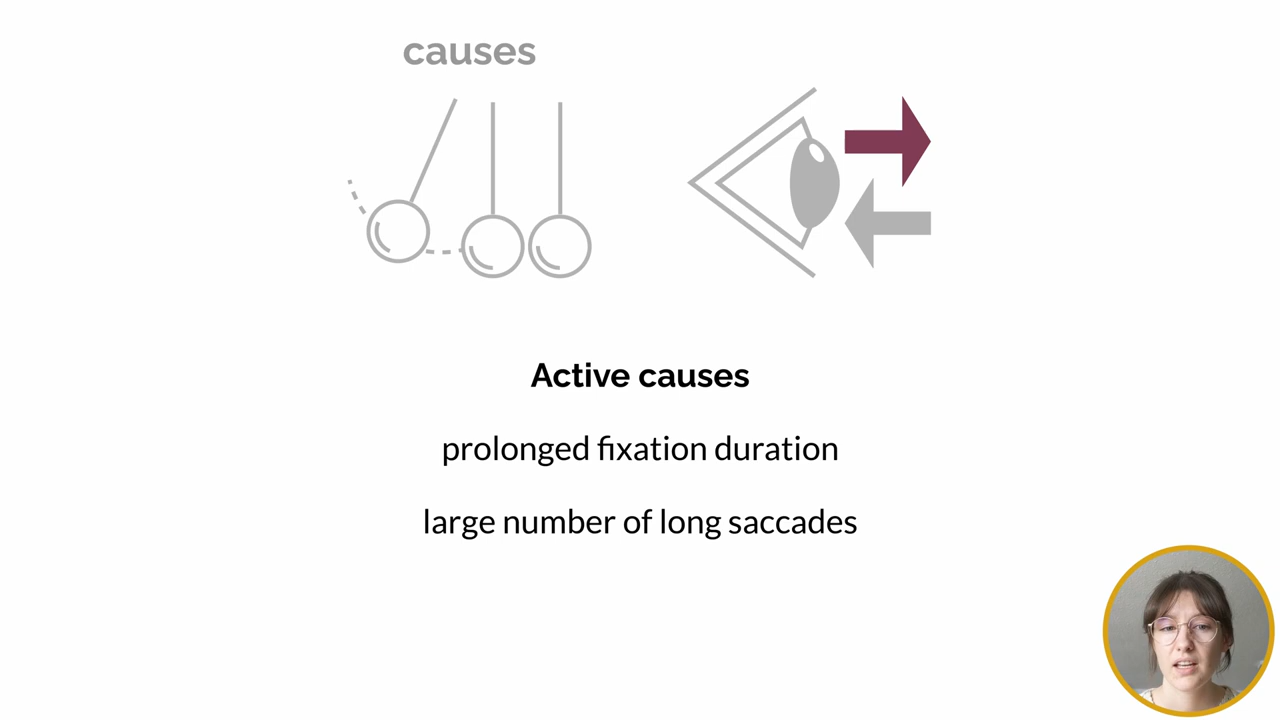 causes
Active causes
prolonged fixation duration
large number of long saccades